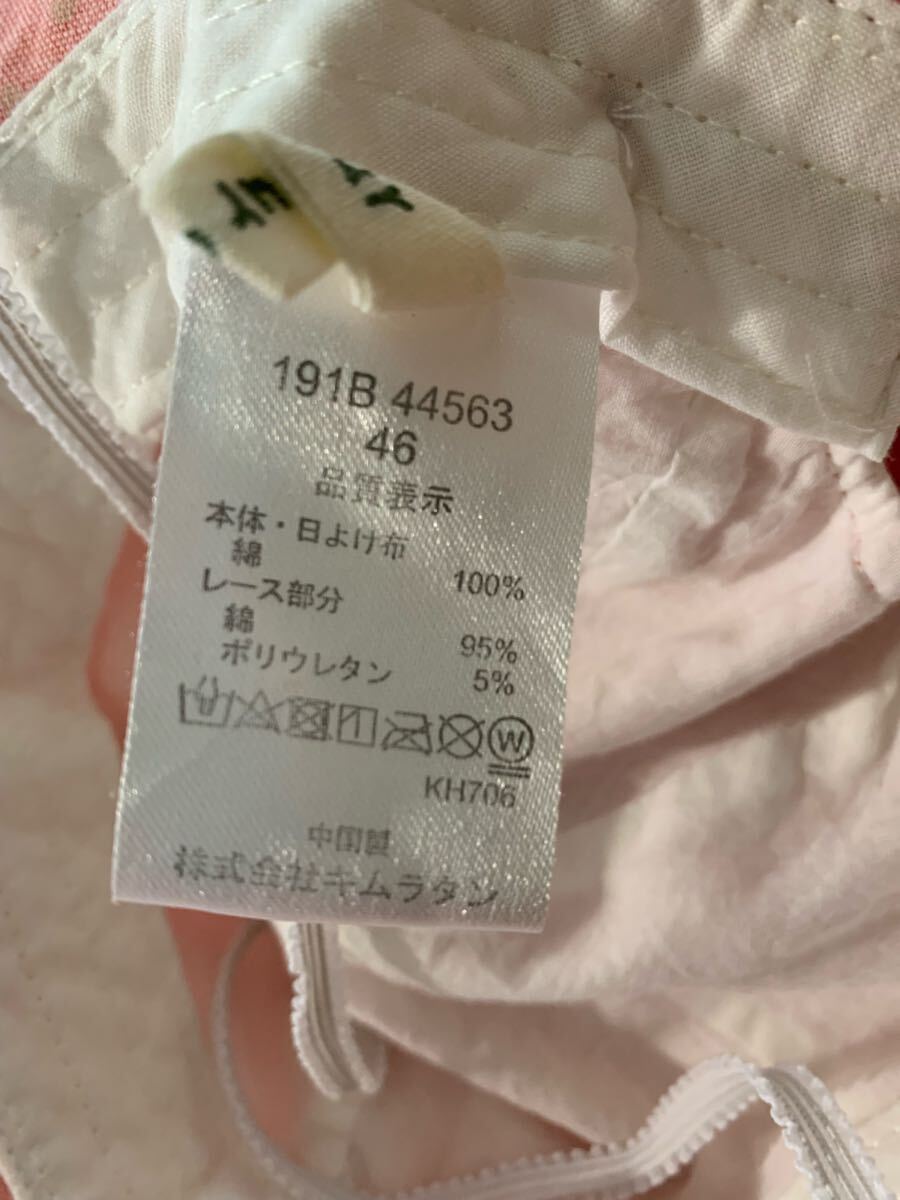 191B 44563
46
品質表示
本体・日よけ布
綿 100%
レース部分
綿 95%
ポリウレタン 5%
W
KH706
中国製
株式会社キムラタン